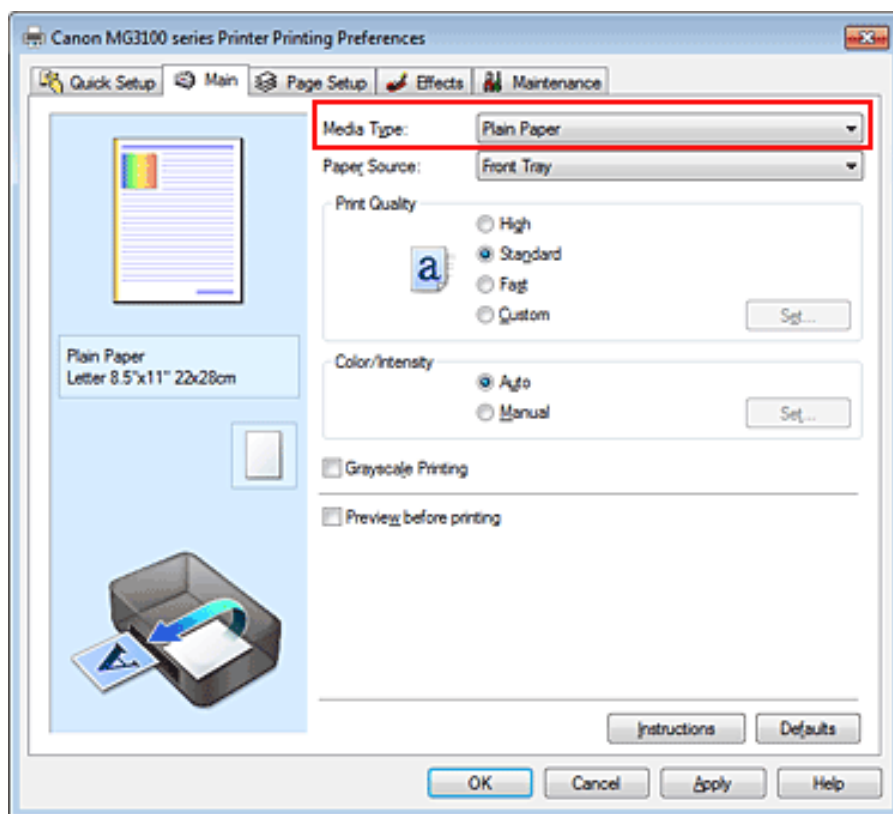 Canon MG3100 series Printer Printing Preferences
Quick Setup Main Page Setup Effects Maintenance
Media Type: Plain Paper
Paper Source: Front Tray
Print Quality
High
a Standard
Fast
Custom Set...
Plain Paper
Letter 8.5"x11" 22x28cm
Color/Intensity
Auto
Manual Set...
Grayscale Printing
Preview before printing
A
Instructions Defaults
OK Cancel Apply Help